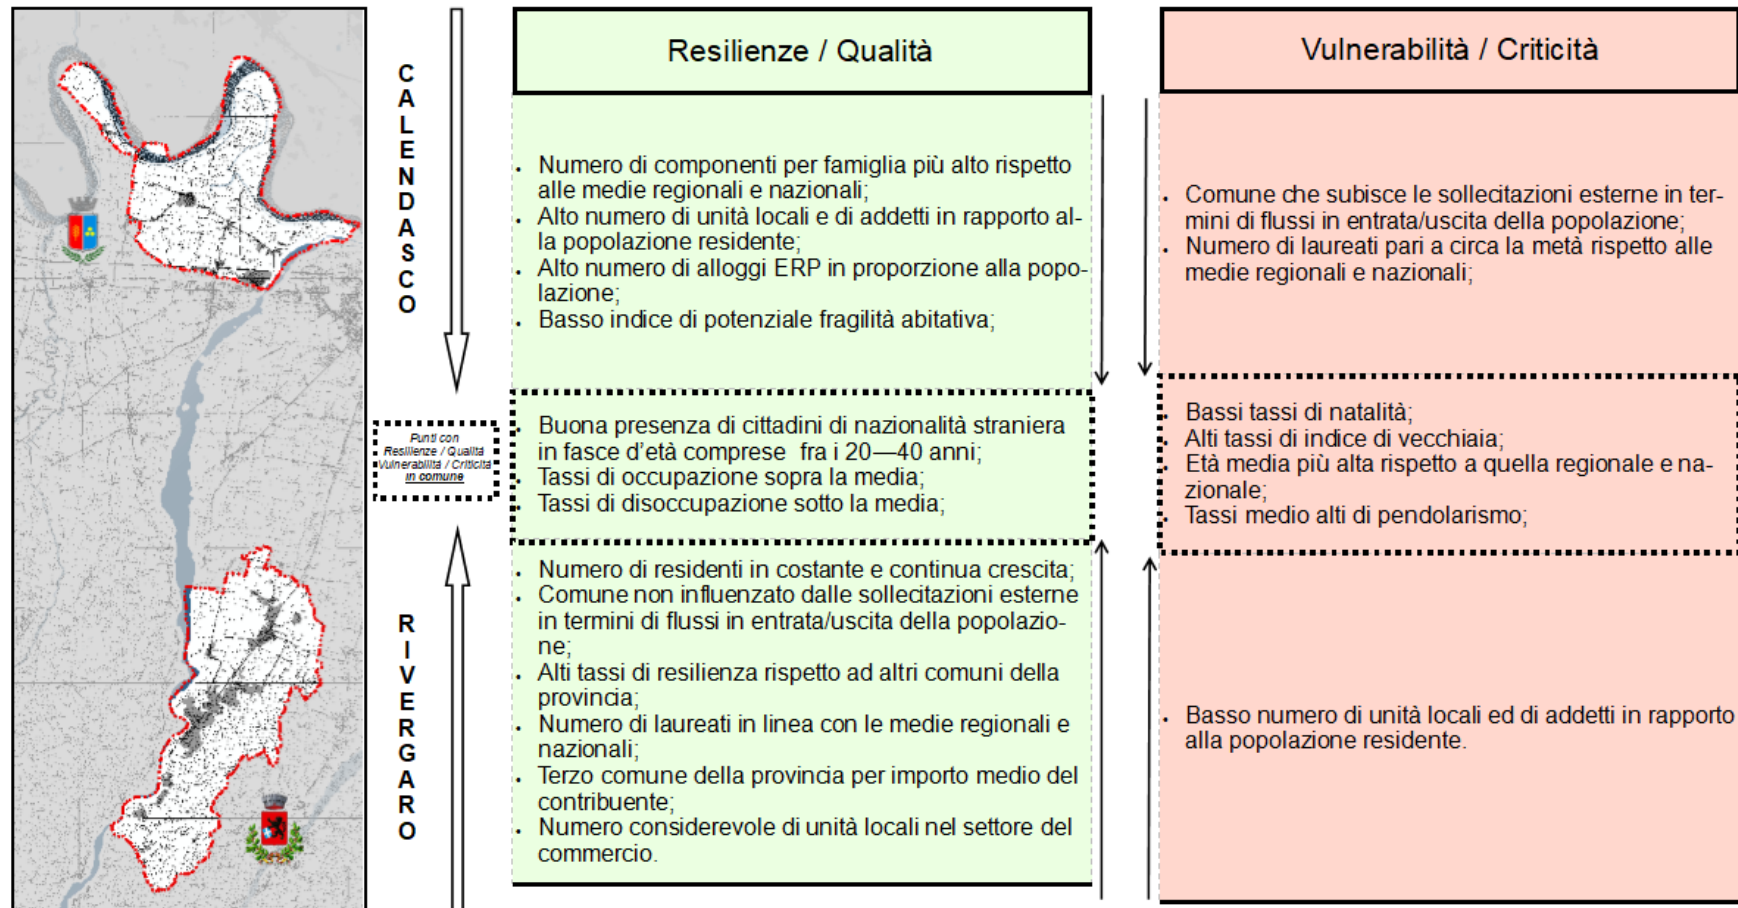 CALENDASCO
Punti con
Resilienze / Qualità
Vulnerabilità / Criticità
in comune
RIVERGARO
Resilienze / Qualità
• Numero di componenti per famiglia più alto rispetto
alle medie regionali e nazionali;
• Alto numero di unità locali e di addetti in rapporto al-
la popolazione residente;
• Alto numero di alloggi ERP in proporzione alla popo-
lazione;
• Basso indice di potenziale fragilità abitativa;
• Buona presenza di cittadini di nazionalità straniera
in fasce d'età comprese  fra i 20—40 anni;
• Tassi di occupazione sopra la media;
• Tassi di disoccupazione sotto la media;
• Numero di residenti in costante e continua crescita;
• Comune non influenzato dalle sollecitazioni esterne
in termini di flussi in entrata/uscita della popolazio-
ne;
• Alti tassi di resilienza rispetto ad altri comuni della
provincia;
• Numero di laureati in linea con le medie regionali e
nazionali;
• Terzo comune della provincia per importo medio del
contribuente;
• Numero considerevole di unità locali nel settore del
commercio.
Vulnerabilità / Criticità
• Comune che subisce le sollecitazioni esterne in ter-
mini di flussi in entrata/uscita della popolazione;
• Numero di laureati pari a circa la metà rispetto alle
medie regionali e nazionali;
• Bassi tassi di natalità;
• Alti tassi di indice di vecchiaia;
• Età media più alta rispetto a quella regionale e na-
zionale;
• Tassi medio alti di pendolarismo;
• Basso numero di unità locali ed di addetti in rapporto
alla popolazione residente.